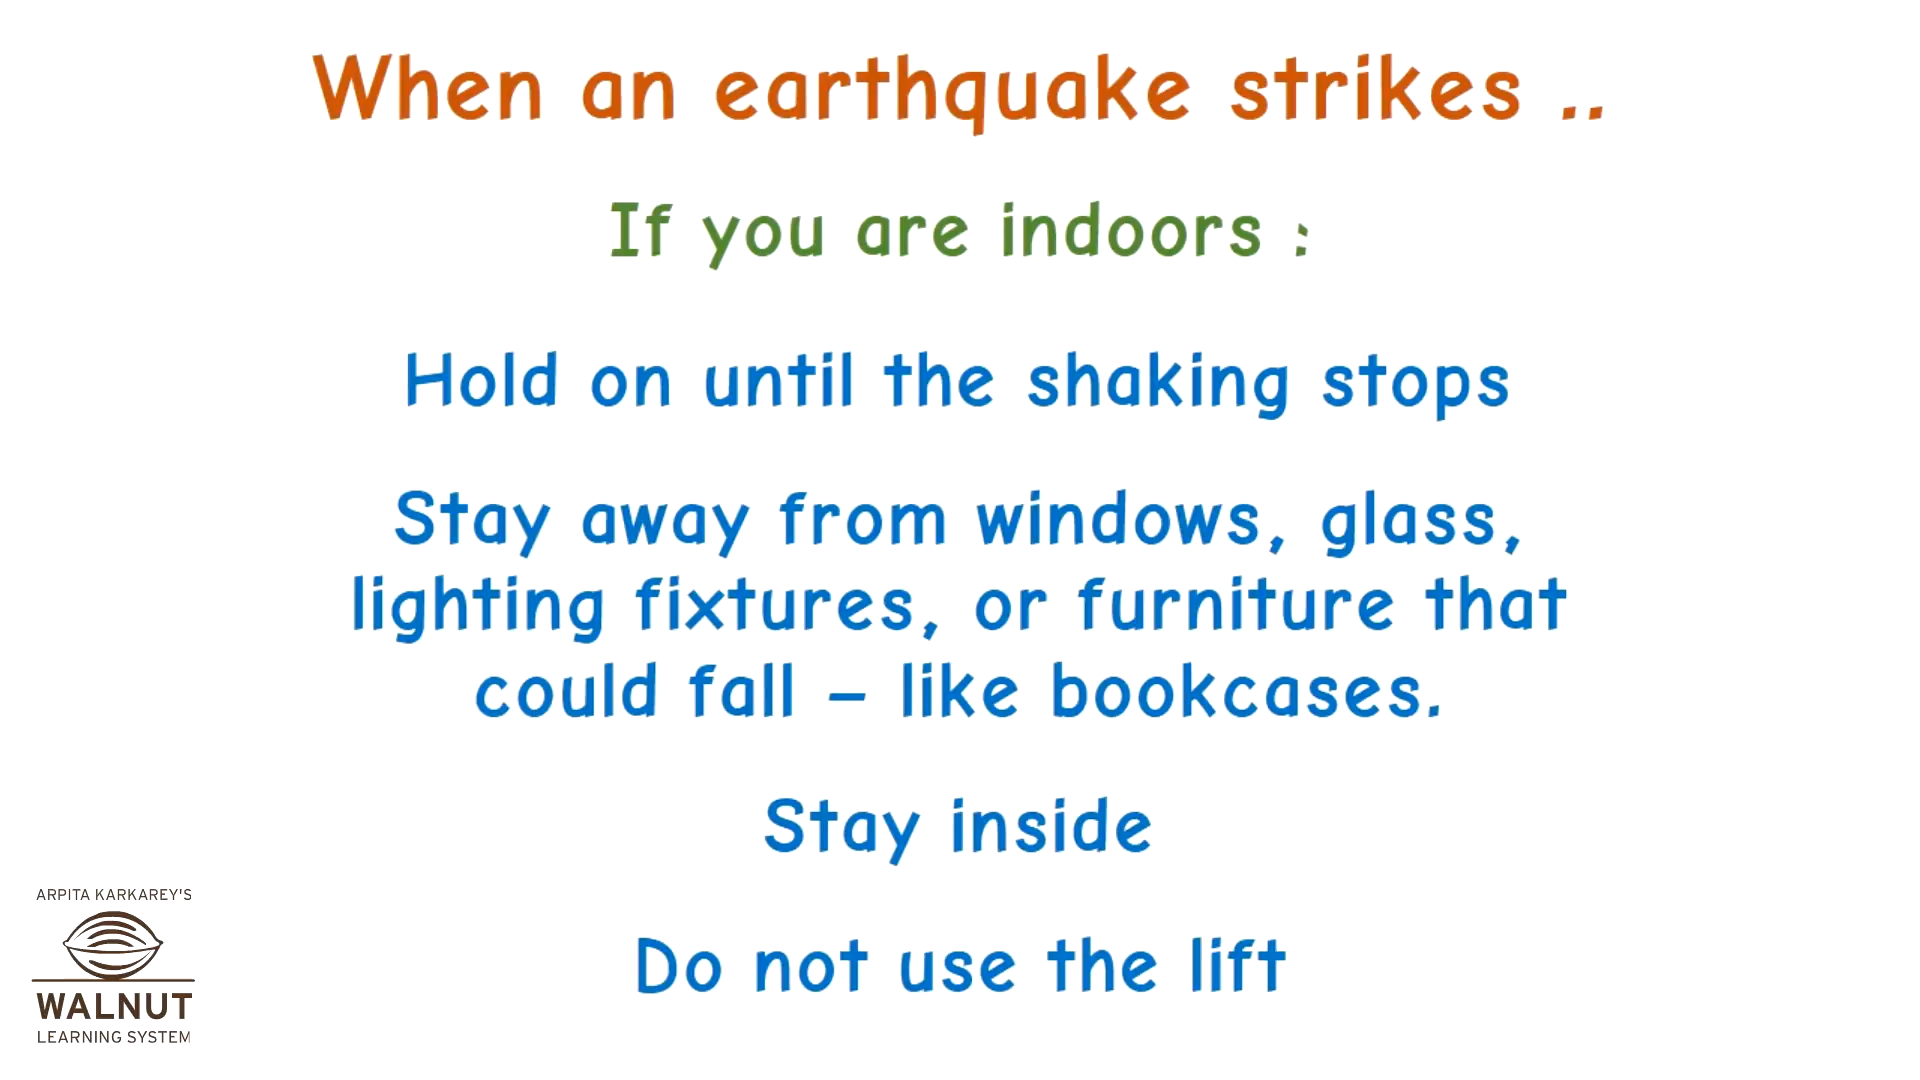 When an earthquake strikes ..
If you are indoors :
Hold on until the shaking stops
Stay away from windows, glass,
lighting fixtures, or furniture that
could fall – like bookcases.
Stay inside
Do not use the lift
ARPITA KARKAREY'S
WALNUT
LEARNING SYSTEM